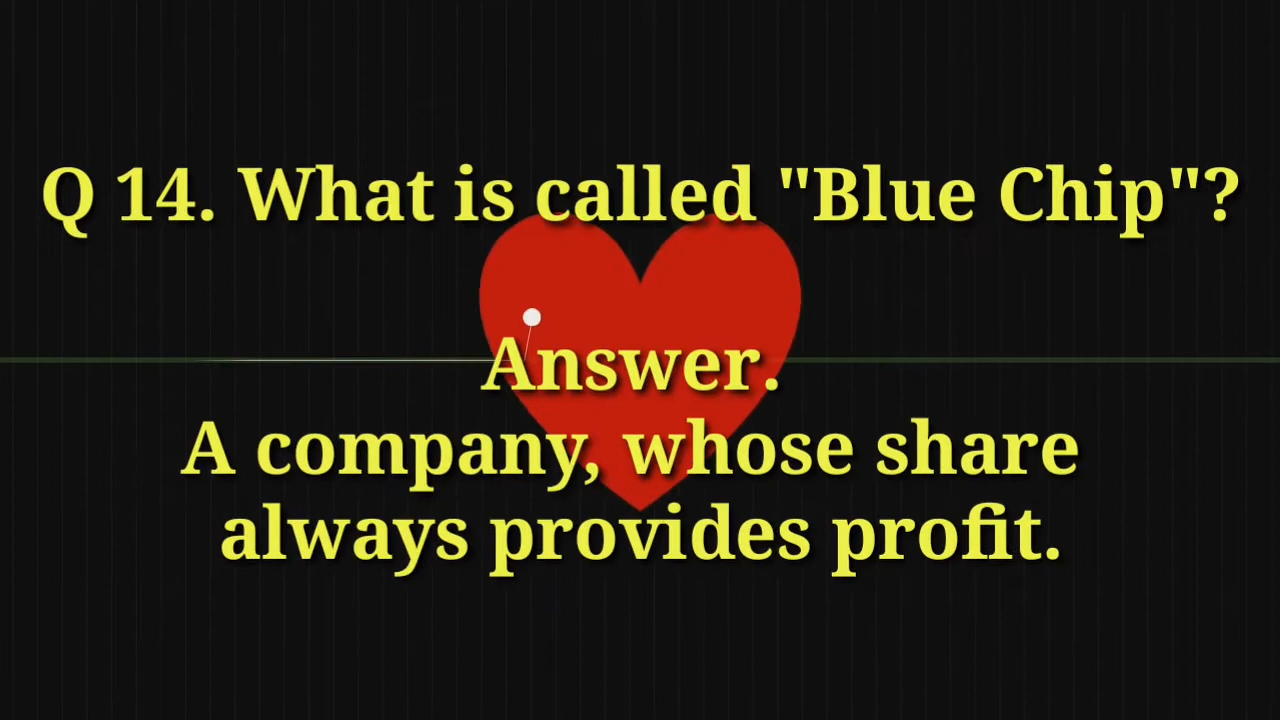 Q 14. What is called "Blue Chip"?
Answer.
A company, whose share
always provides profit.